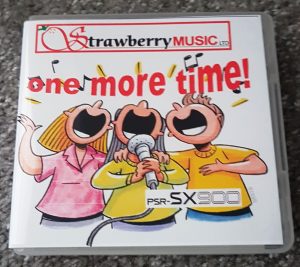 Strawberry MUSIC LTD
one more time!
PSR-SX900